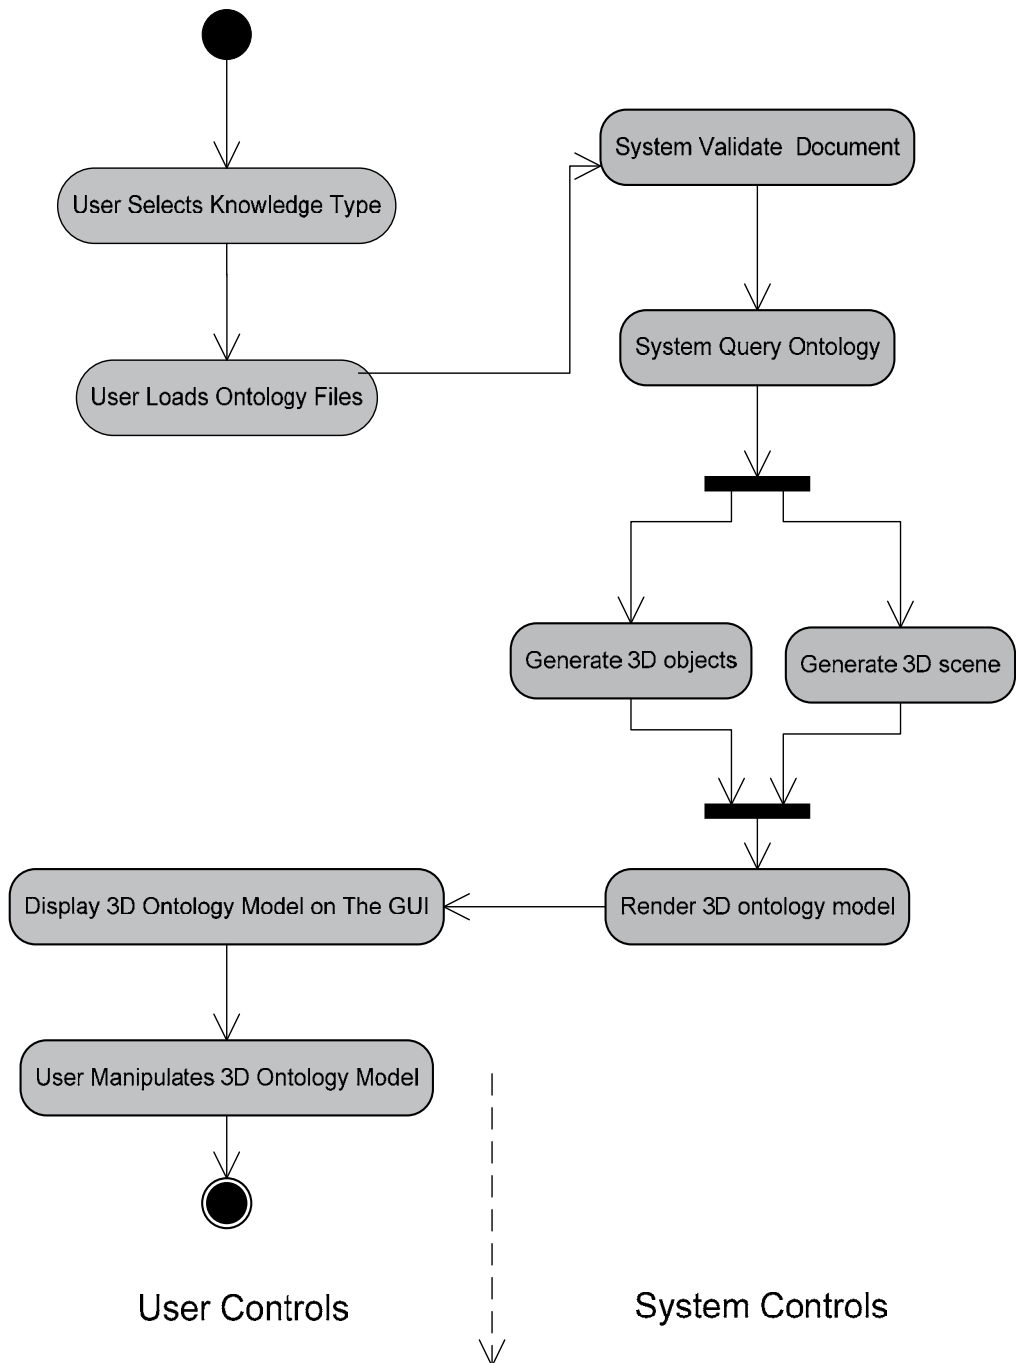 User Selects Knowledge Type
User Loads Ontology Files
System Validate Document
System Query Ontology
Generate 3D objects
Generate 3D scene
Render 3D ontology model
Display 3D Ontology Model on The GUI
User Manipulates 3D Ontology Model
User Controls
System Controls